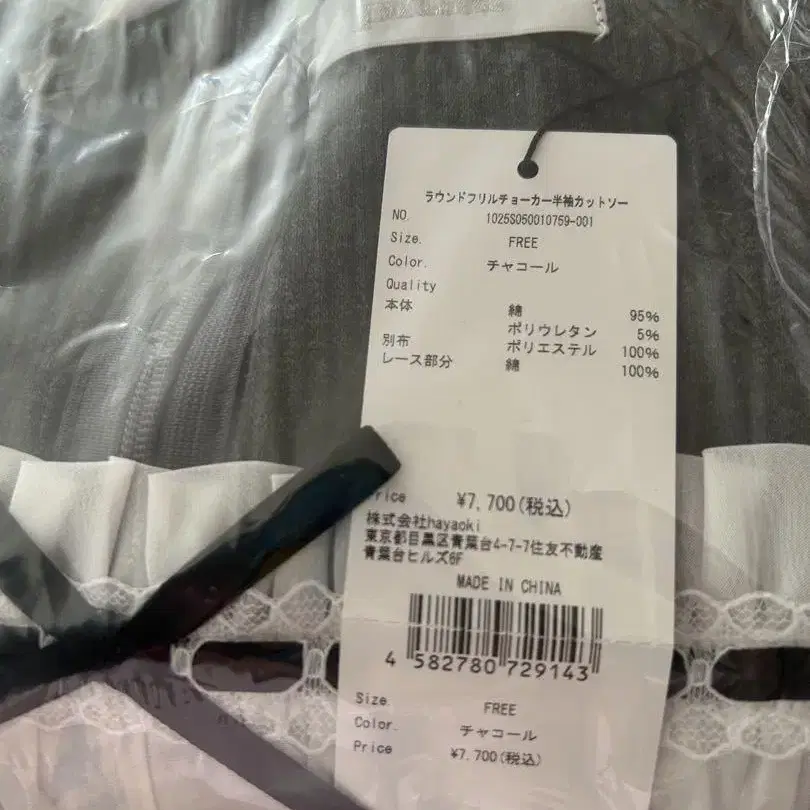 ラウンドフリルチョーカー半袖カットソー
NO. 1025S050010759-001
Size. FREE
Color. チャコール
Quality
本体 綿 95%
ポリウレタン 5%
別布 ポリエステル 100%
レース部分 綿 100%
Price ¥7,700(税込)
株式会社hayaoki
東京都目黒区青葉台4-7-7住友不動産
青葉台ヒルズ6F
MADE IN CHINA
4 582780 729143
Size. FREE
Color. チャコール
Price ¥7,700(税込)